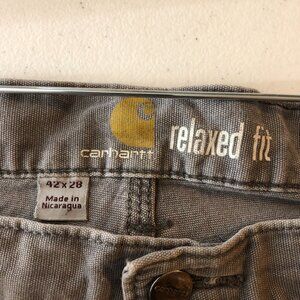 carhartt
relaxed fit
42x28
Made in
Nicaragua